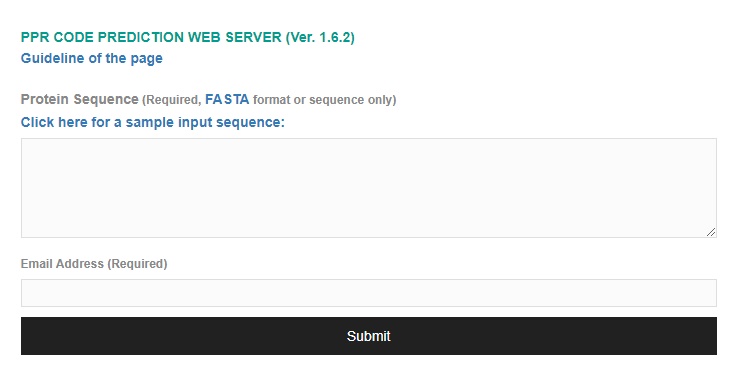 PPR CODE PREDICTION WEB SERVER (Ver. 1.6.2)
Guideline of the page
Protein Sequence (Required, FASTA format or sequence only)
Click here for a sample input sequence:
Email Address (Required)
Submit